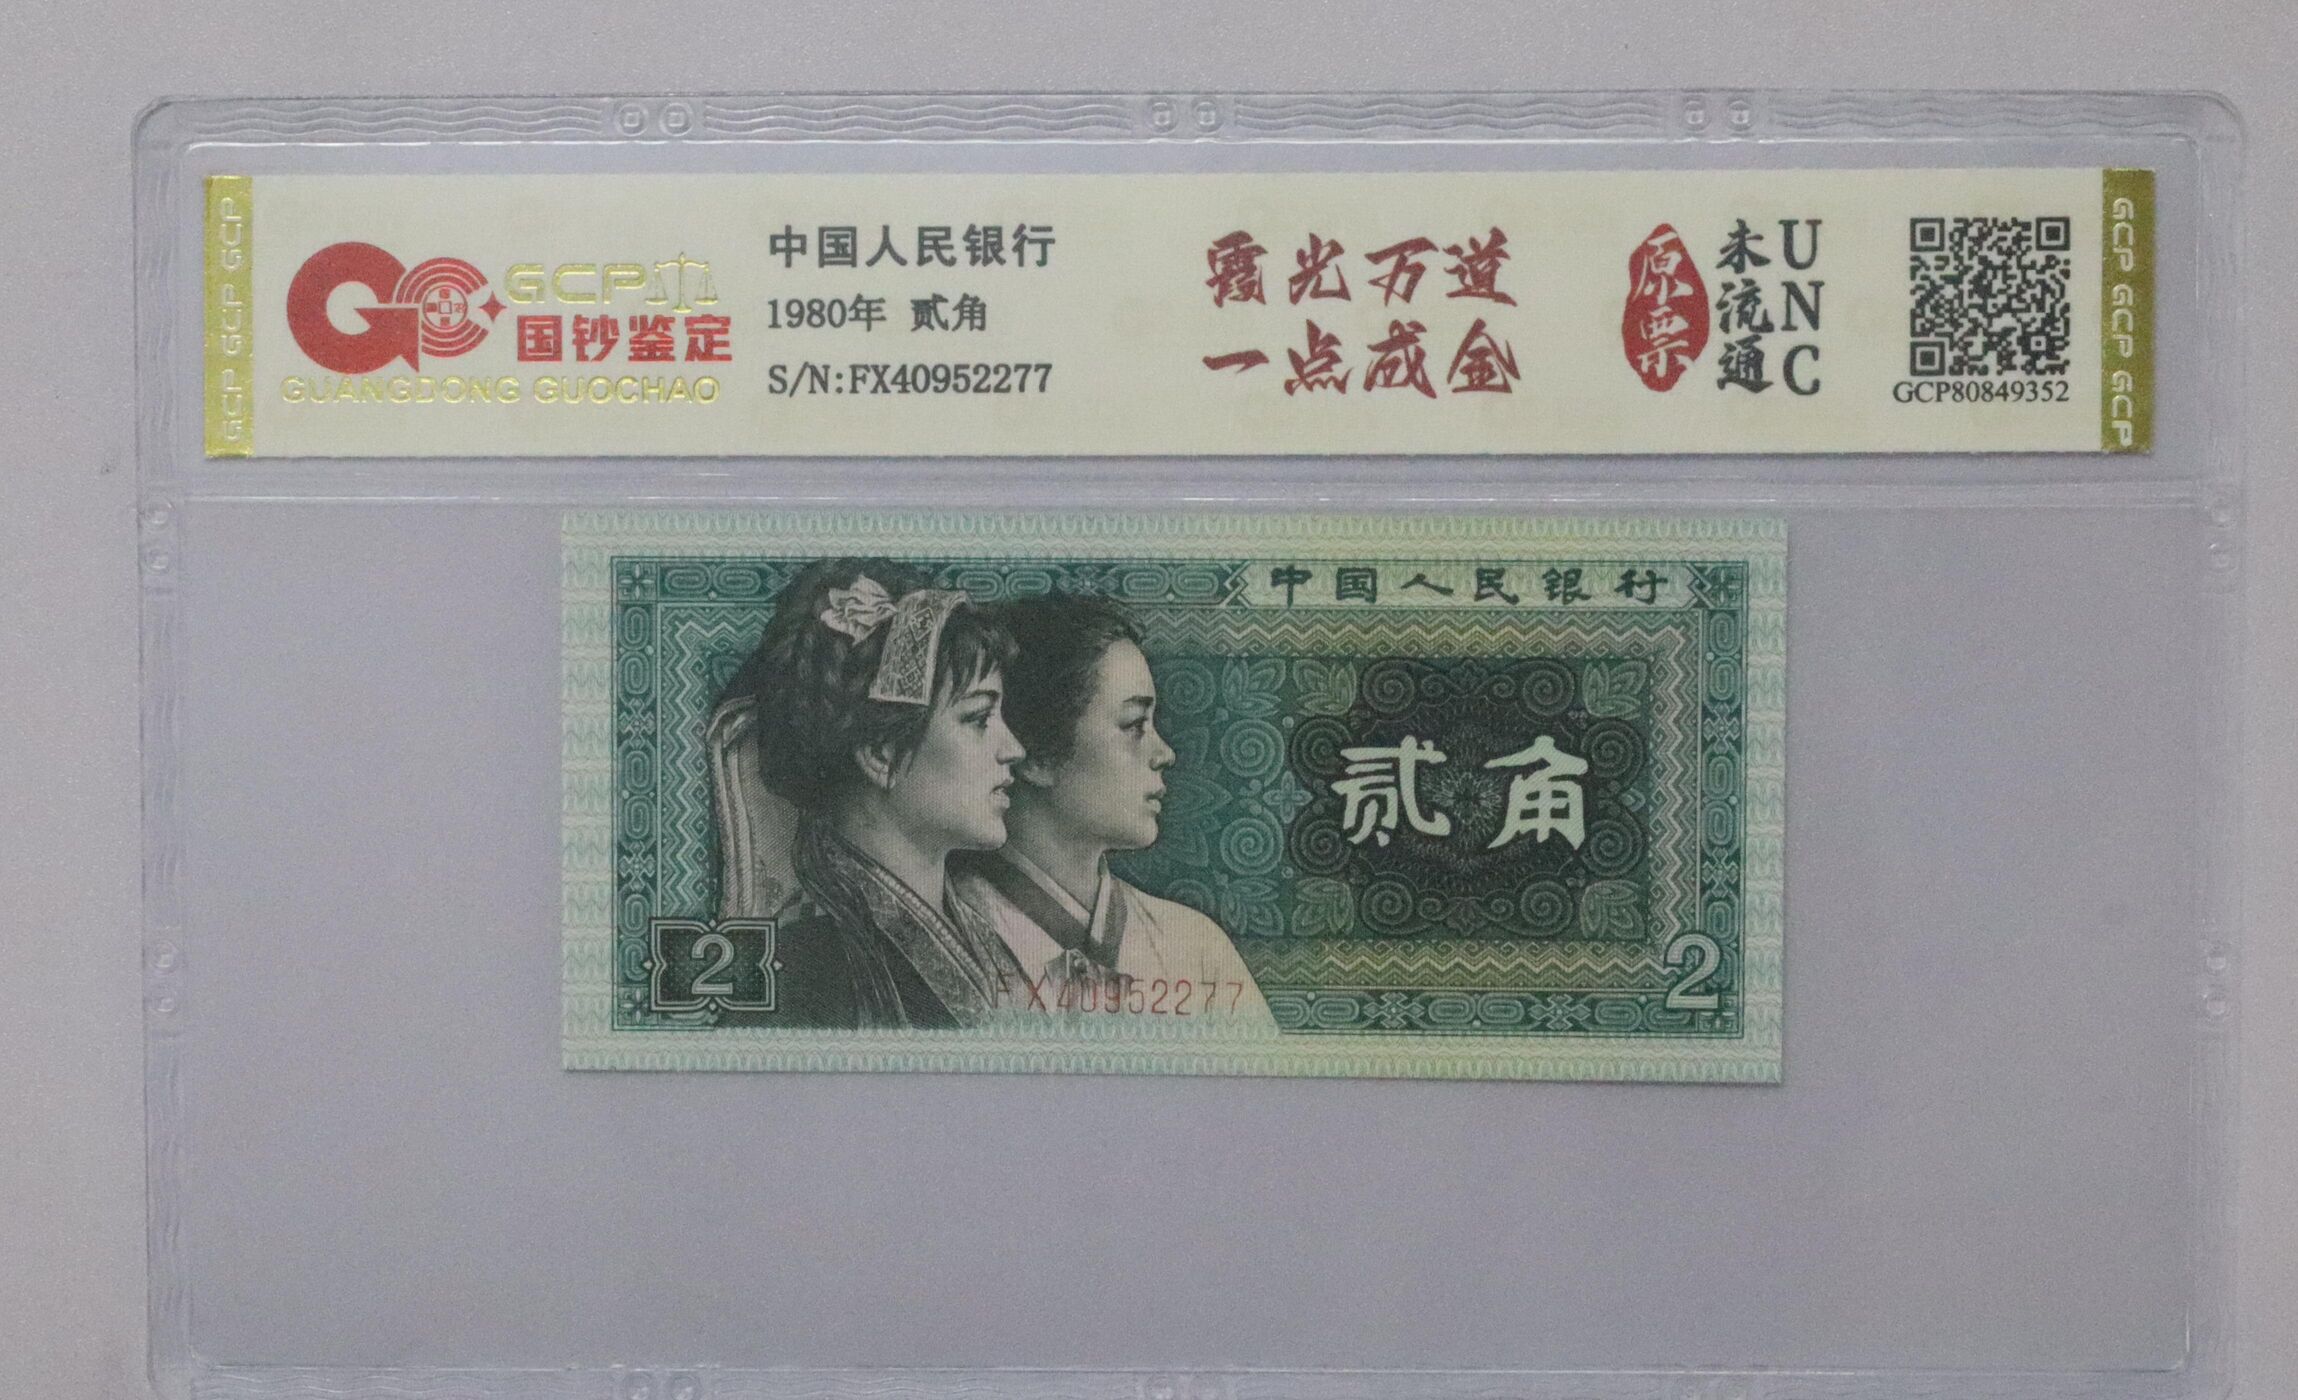 GCP GCP GCP
GCP
国钞鉴定
GUANGDONG GUOCHAO
中国人民银行
1980年 贰角
S/N:FX40952277
霞光万道
一点成金
原票
未流通
UNC
GCP80849352
GCP GCP GCP
中国人民银行
贰角
2
FX40952277
2